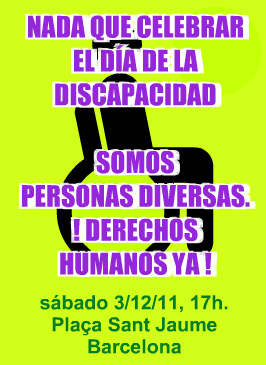 NADA QUE CELEBRAR
EL DÍA DE LA
DISCAPACIDAD
SOMOS
PERSONAS DIVERSAS.
! DERECHOS
HUMANOS YA !
sábado 3/12/11, 17h.
Plaça Sant Jaume
Barcelona